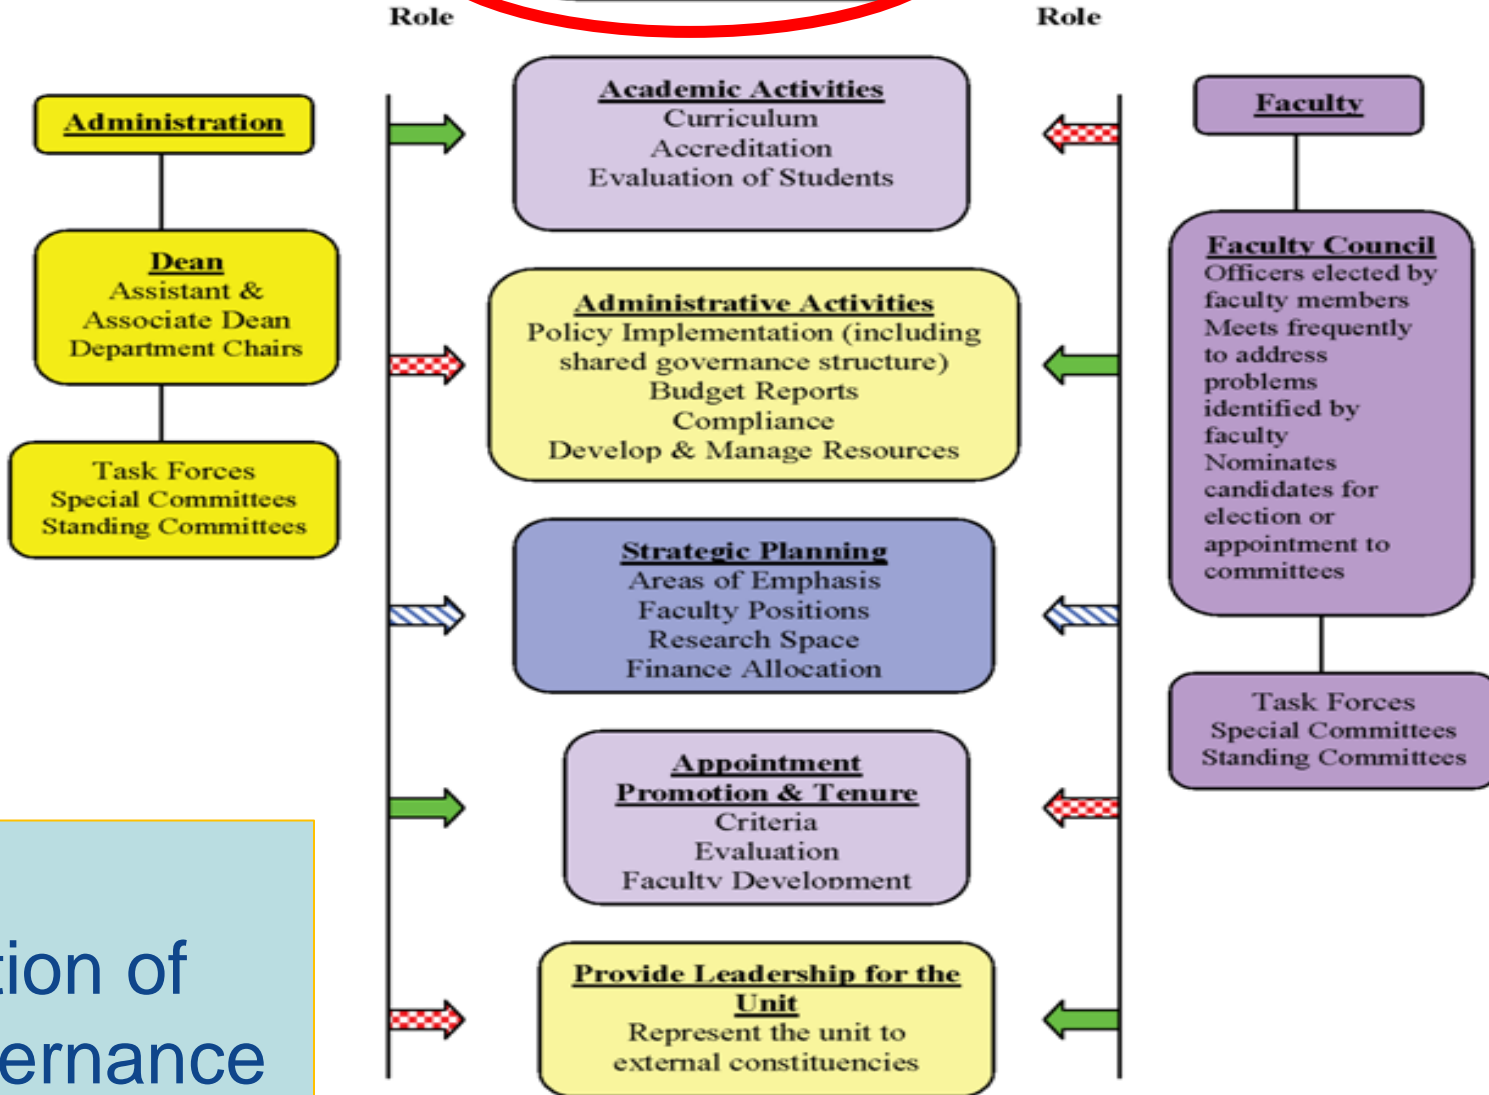 Role
Role
Administration
Dean
Assistant &
Associate Dean
Department Chairs
Task Forces
Special Committees
Standing Committees
Academic Activities
Curriculum
Accreditation
Evaluation of Students
Administrative Activities
Policy Implementation (including
shared governance structure)
Budget Reports
Compliance
Develop & Manage Resources
Strategic Planning
Areas of Emphasis
Faculty Positions
Research Space
Finance Allocation
Appointment
Promotion & Tenure
Criteria
Evaluation
Faculty Development
Provide Leadership for the
Unit
Represent the unit to
external constituencies
Faculty
Faculty Council
Officers elected by
faculty members
Meets frequently
to address
problems
identified by
faculty
Nominates
candidates for
election or
appointment to
committees
Task Forces
Special Committees
Standing Committees
tion of
ernance